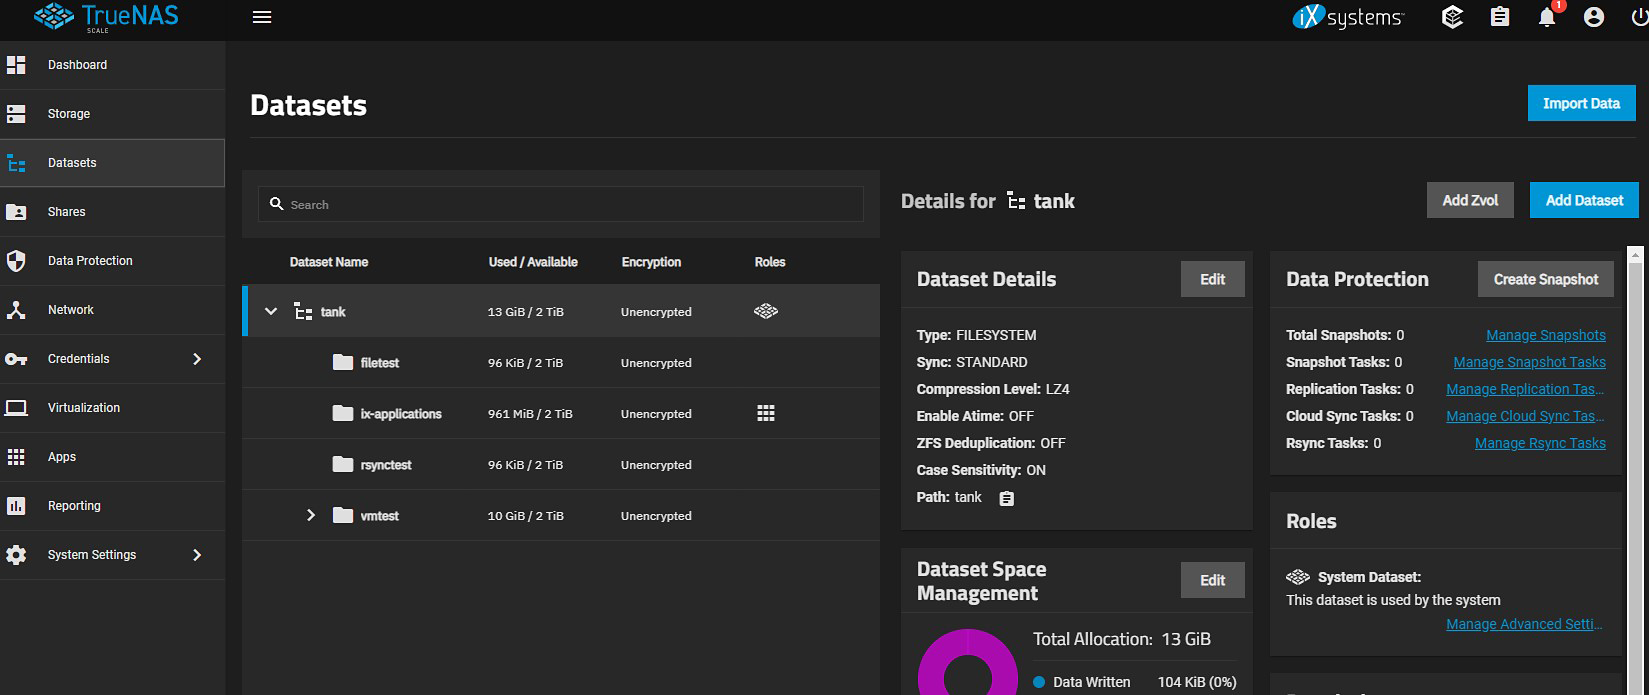 TrueNAS
SCALE
iXsystems
1
Dashboard
Storage
Datasets
Shares
Data Protection
Network
Credentials
Virtualization
Apps
Reporting
System Settings
Datasets
Import Data
Search
Dataset Name Used / Available Encryption Roles
tank 13 GiB / 2 TiB Unencrypted
filetest 96 KiB / 2 TiB Unencrypted
ix-applications 961 MiB / 2 TiB Unencrypted
rsynctest 96 KiB / 2 TiB Unencrypted
vmtest 10 GiB / 2 TiB Unencrypted
Details for tank
Add Zvol
Add Dataset
Dataset Details
Edit
Type: FILESYSTEM
Sync: STANDARD
Compression Level: LZ4
Enable Atime: OFF
ZFS Deduplication: OFF
Case Sensitivity: ON
Path: tank
Dataset Space
Management
Edit
Total Allocation: 13 GiB
Data Written 104 KiB (0%)
Data Protection
Create Snapshot
Total Snapshots: 0 Manage Snapshots
Snapshot Tasks: 0 Manage Snapshot Tasks
Replication Tasks: 0 Manage Replication Tas...
Cloud Sync Tasks: 0 Manage Cloud Sync Tas...
Rsync Tasks: 0 Manage Rsync Tasks
Roles
System Dataset:
This dataset is used by the system
Manage Advanced Setti...